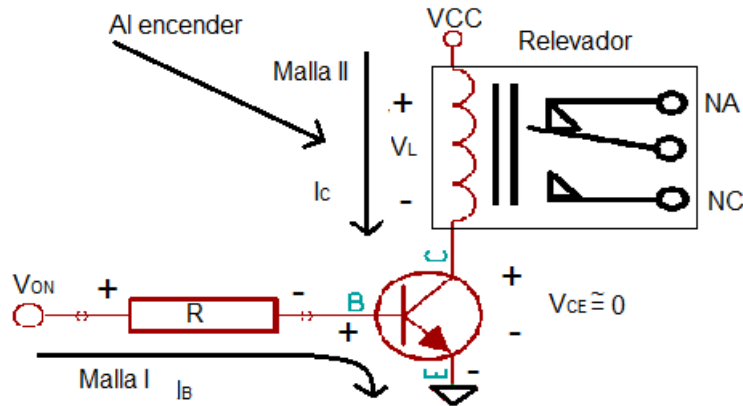 Al encender
VCC
Relevador
Malla II
+
NA
VL
IC
-
NC
C
VON
+
-
B
+
R
+
VCE ≅ 0
-
E
-
Malla I
IB